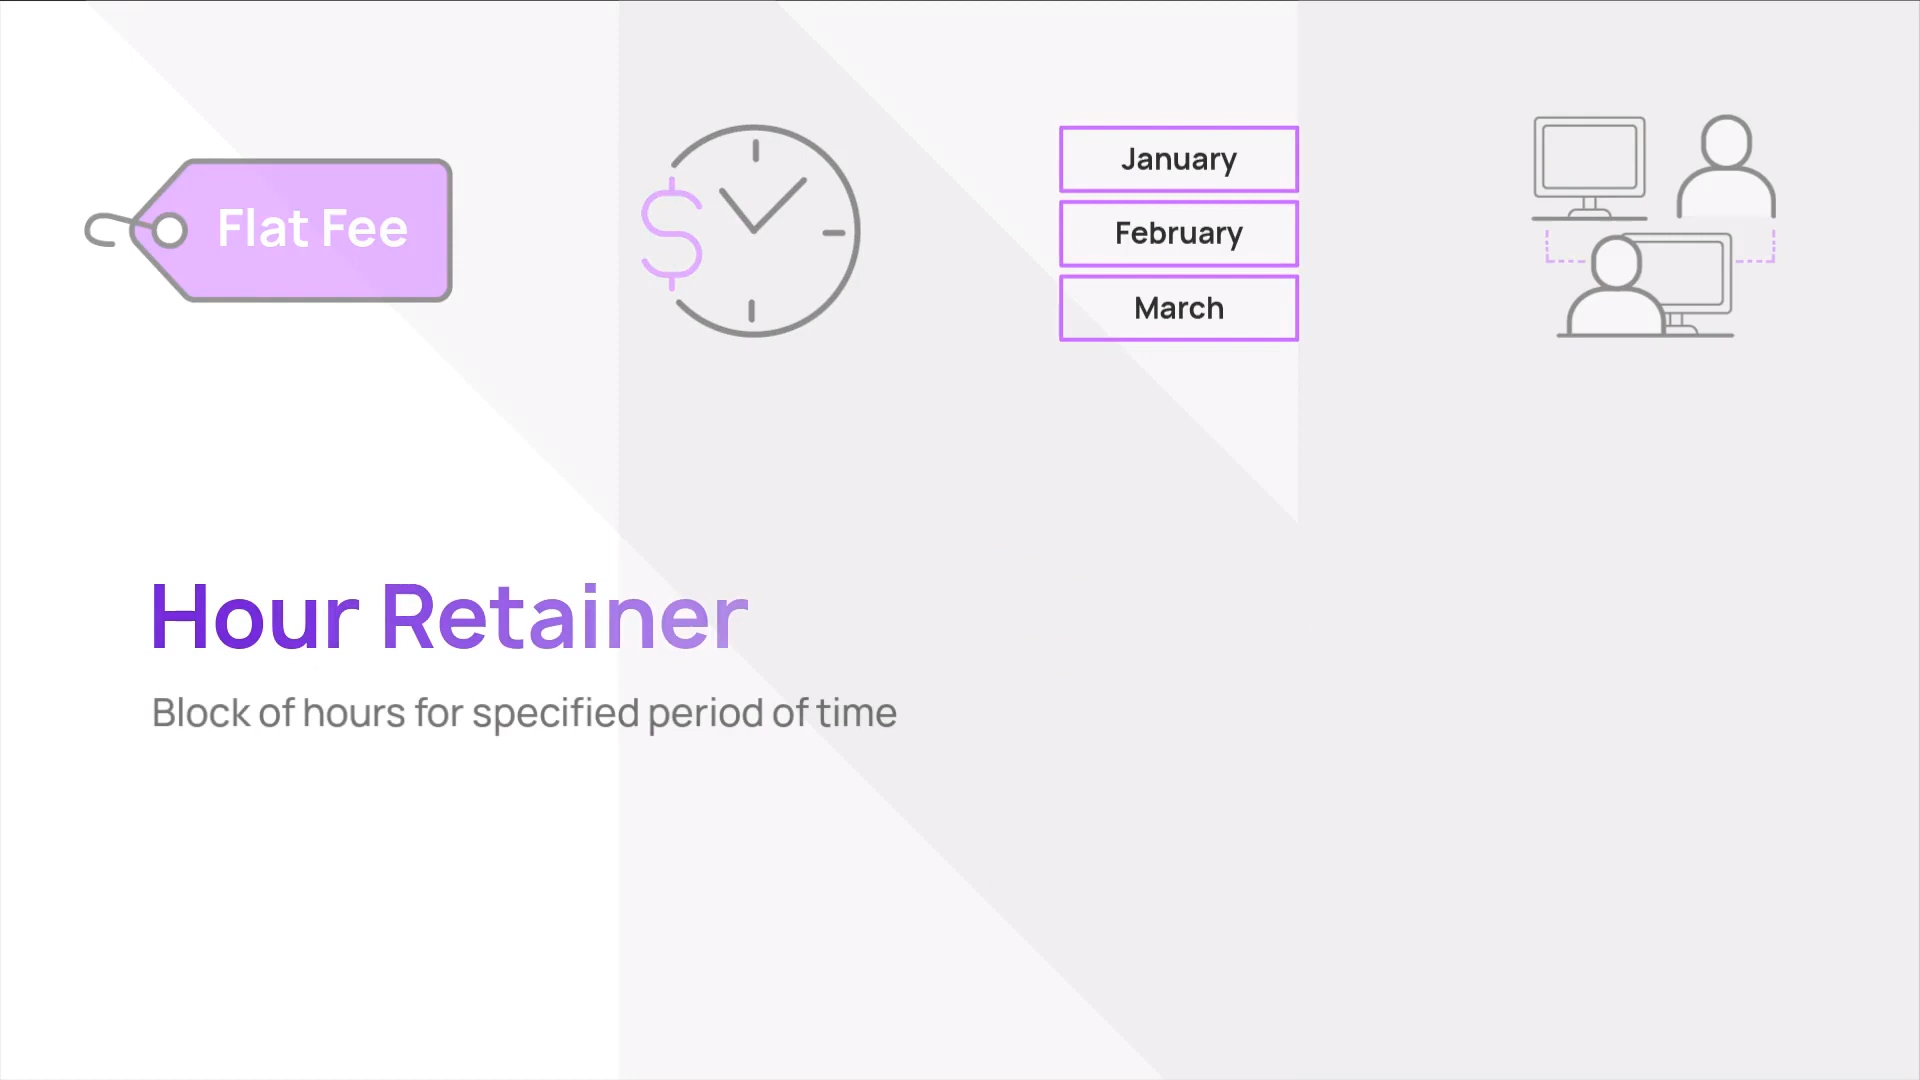 Flat Fee
$
January
February
March
Hour Retainer
Block of hours for specified period of time